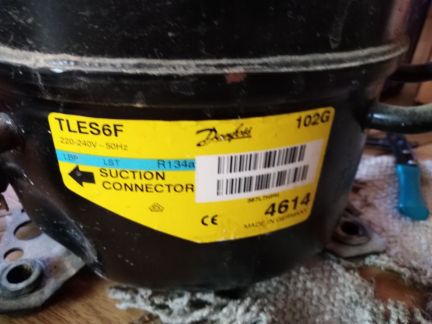 TLES6F
Danfoss
102G
220-240V ~ 50Hz
LBP LST R134a
SUCTION
CONNECTOR
4614
CE
MADE IN GERMANY